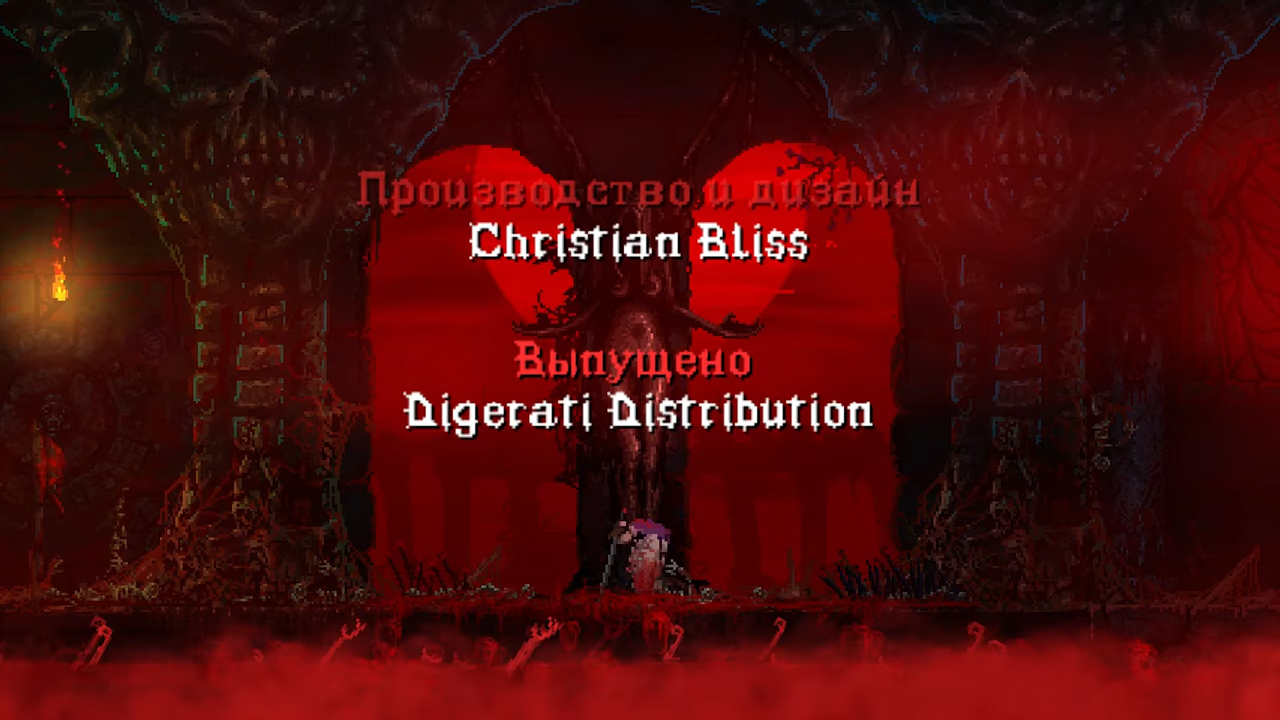 Производство и дизайн
Christian Bliss
Выпущено
Digerati Distribution